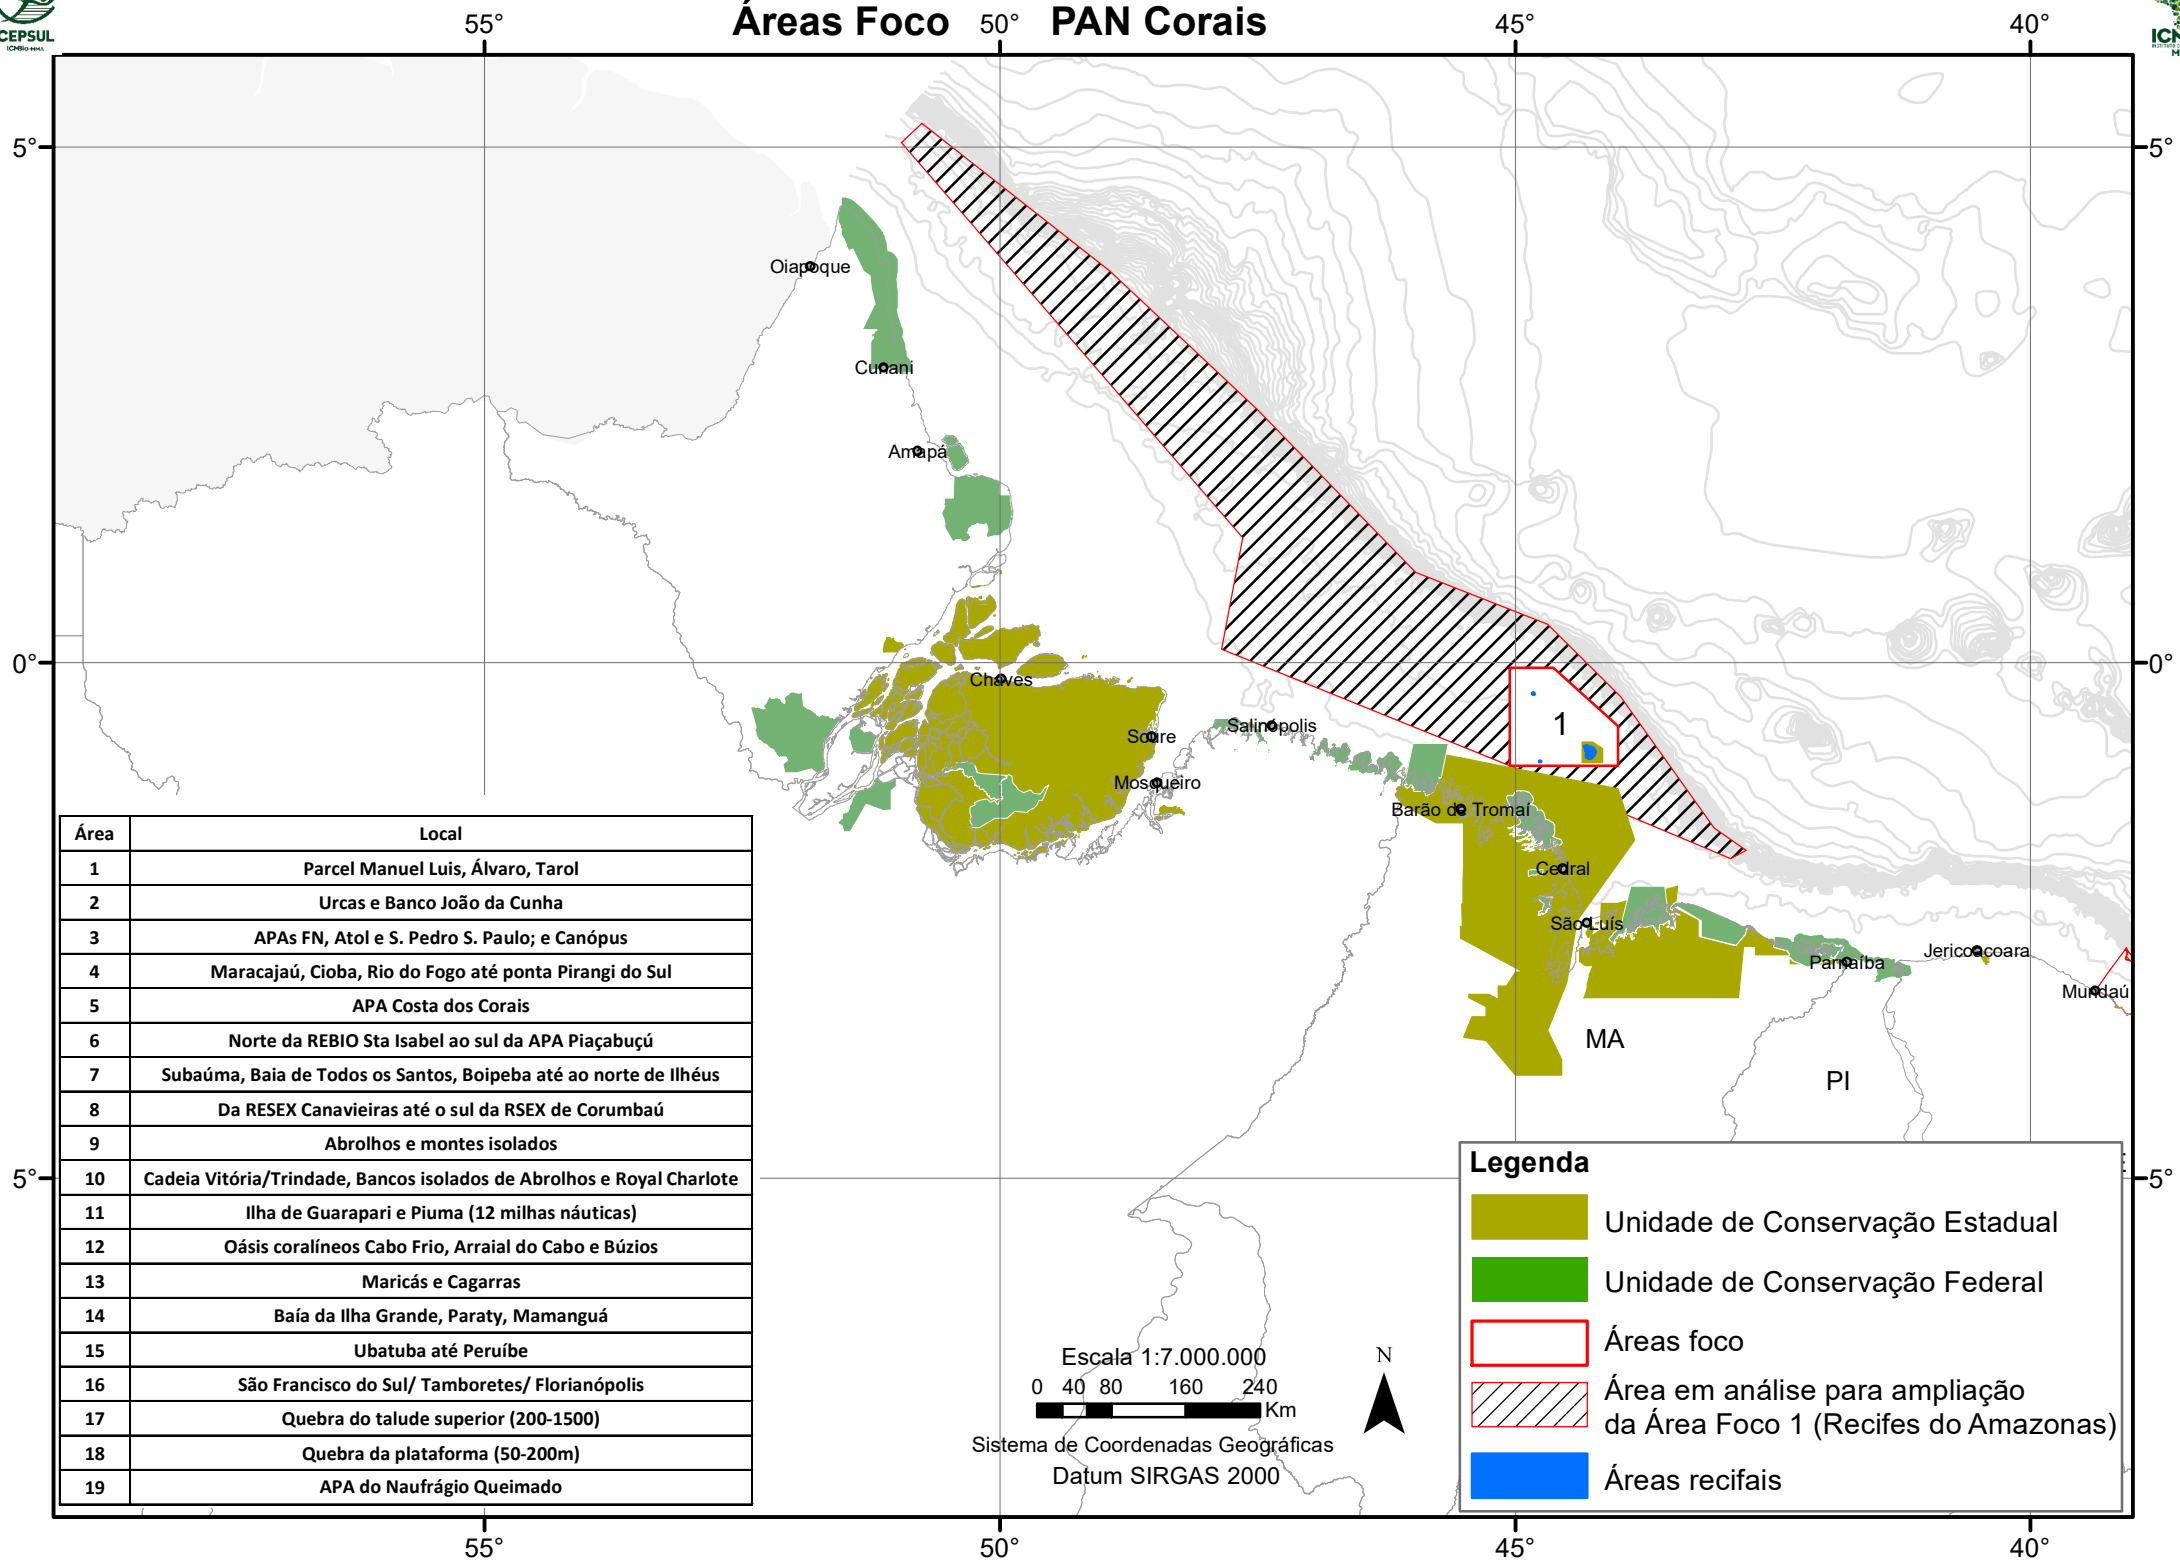 Áreas Foco PAN Corais
CEPSUL
ICMBio-MMA
55° 50° 45° 40°
5° 5°
Oiapoque
Cunani
Amapá
0° 0°
Chaves
Soure
Salinópolis
Mosqueiro
1
Barão de Tromaí
Cedral
São Luís
Parnaíba
Jericoacoara
Mundaú
MA
PI
5° 5°
Área Local
1 Parcel Manuel Luis, Álvaro, Tarol
2 Urcas e Banco João da Cunha
3 APAs FN, Atol e S. Pedro S. Paulo; e Canópus
4 Maracajaú, Cioba, Rio do Fogo até ponta Pirangi do Sul
5 APA Costa dos Corais
6 Norte da REBIO Sta Isabel ao sul da APA Piaçabuçú
7 Subaúma, Baia de Todos os Santos, Boipeba até ao norte de Ilhéus
8 Da RESEX Canavieiras até o sul da RSEX de Corumbaú
9 Abrolhos e montes isolados
10 Cadeia Vitória/Trindade, Bancos isolados de Abrolhos e Royal Charlote
11 Ilha de Guarapari e Piuma (12 milhas náuticas)
12 Oásis coralíneos Cabo Frio, Arraial do Cabo e Búzios
13 Maricás e Cagarras
14 Baía da Ilha Grande, Paraty, Mamanguá
15 Ubatuba até Peruíbe
16 São Francisco do Sul/ Tamboretes/ Florianópolis
17 Quebra do talude superior (200-1500)
18 Quebra da plataforma (50-200m)
19 APA do Naufrágio Queimado
Escala 1:7.000.000
0 40 80 160 240
Km
Sistema de Coordenadas Geográficas
Datum SIRGAS 2000
N
Legenda
Unidade de Conservação Estadual
Unidade de Conservação Federal
Áreas foco
Área em análise para ampliação
da Área Foco 1 (Recifes do Amazonas)
Áreas recifais
55° 50° 45° 40°